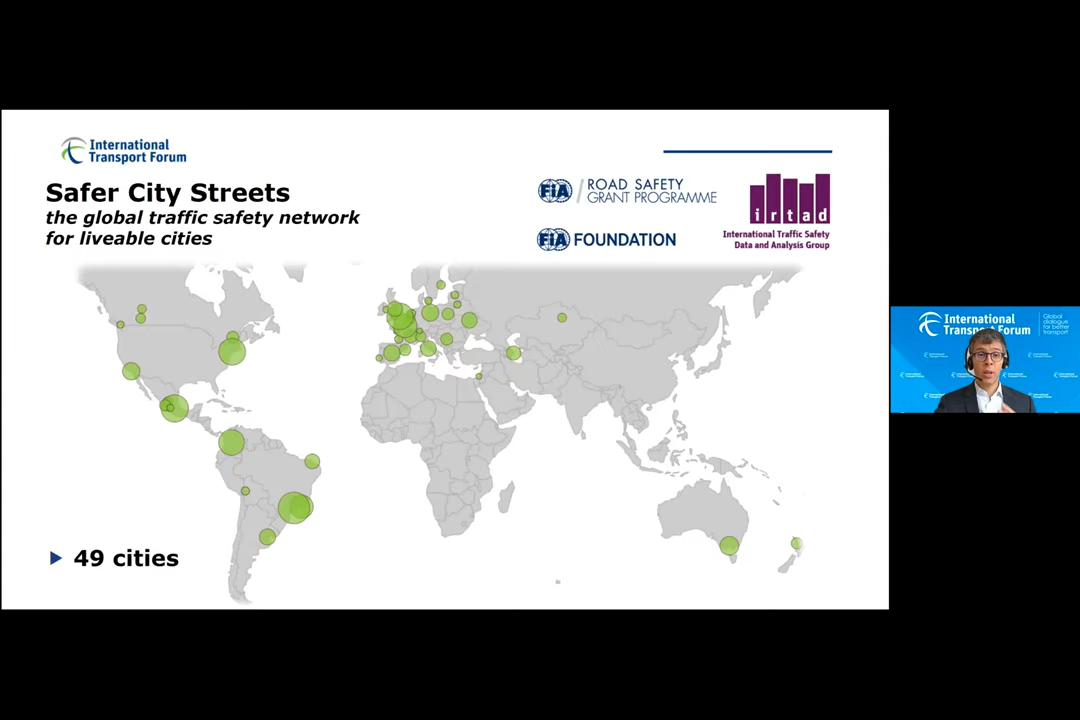 International
Transport Forum
Safer City Streets
the global traffic safety network
for liveable cities
FiA ROAD SAFETY
GRANT PROGRAMME
FiA FOUNDATION
irtad
International Traffic Safety
Data and Analysis Group
49 cities
International
Transport Forum
Global
dialogue
for better
transport